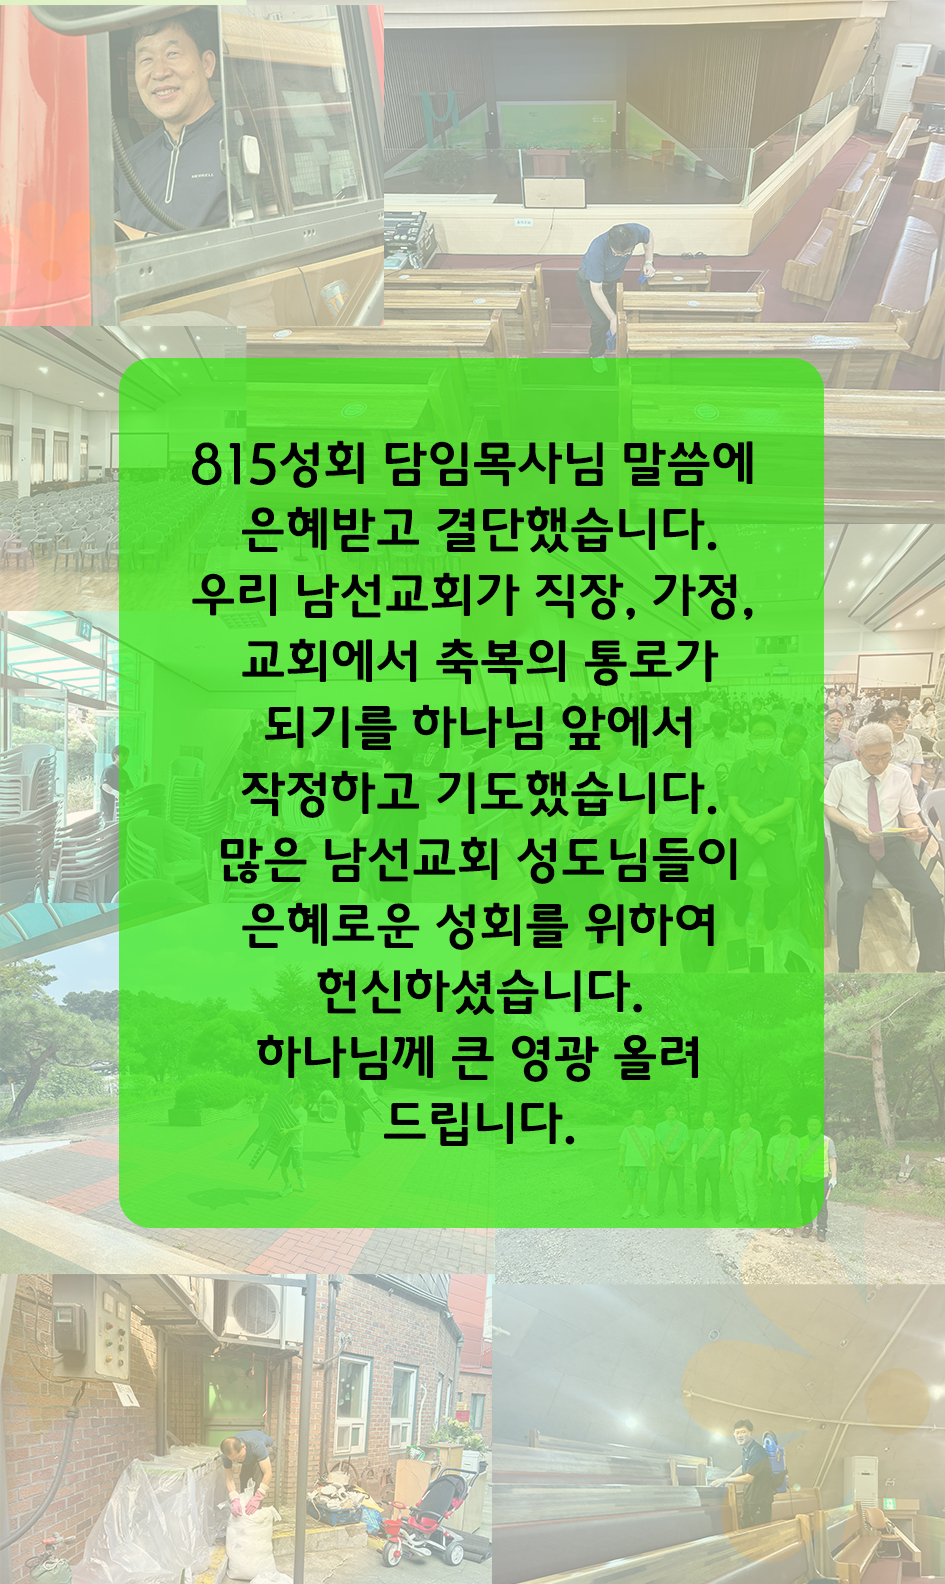 815성회 담임목사님 말씀에
은혜받고 결단했습니다.
우리 남선교회가 직장, 가정,
교회에서 축복의 통로가
되기를 하나님 앞에서
작정하고 기도했습니다.
많은 남선교회 성도님들이
은혜로운 성회를 위하여
헌신하셨습니다.
하나님께 큰 영광 올려
드립니다.